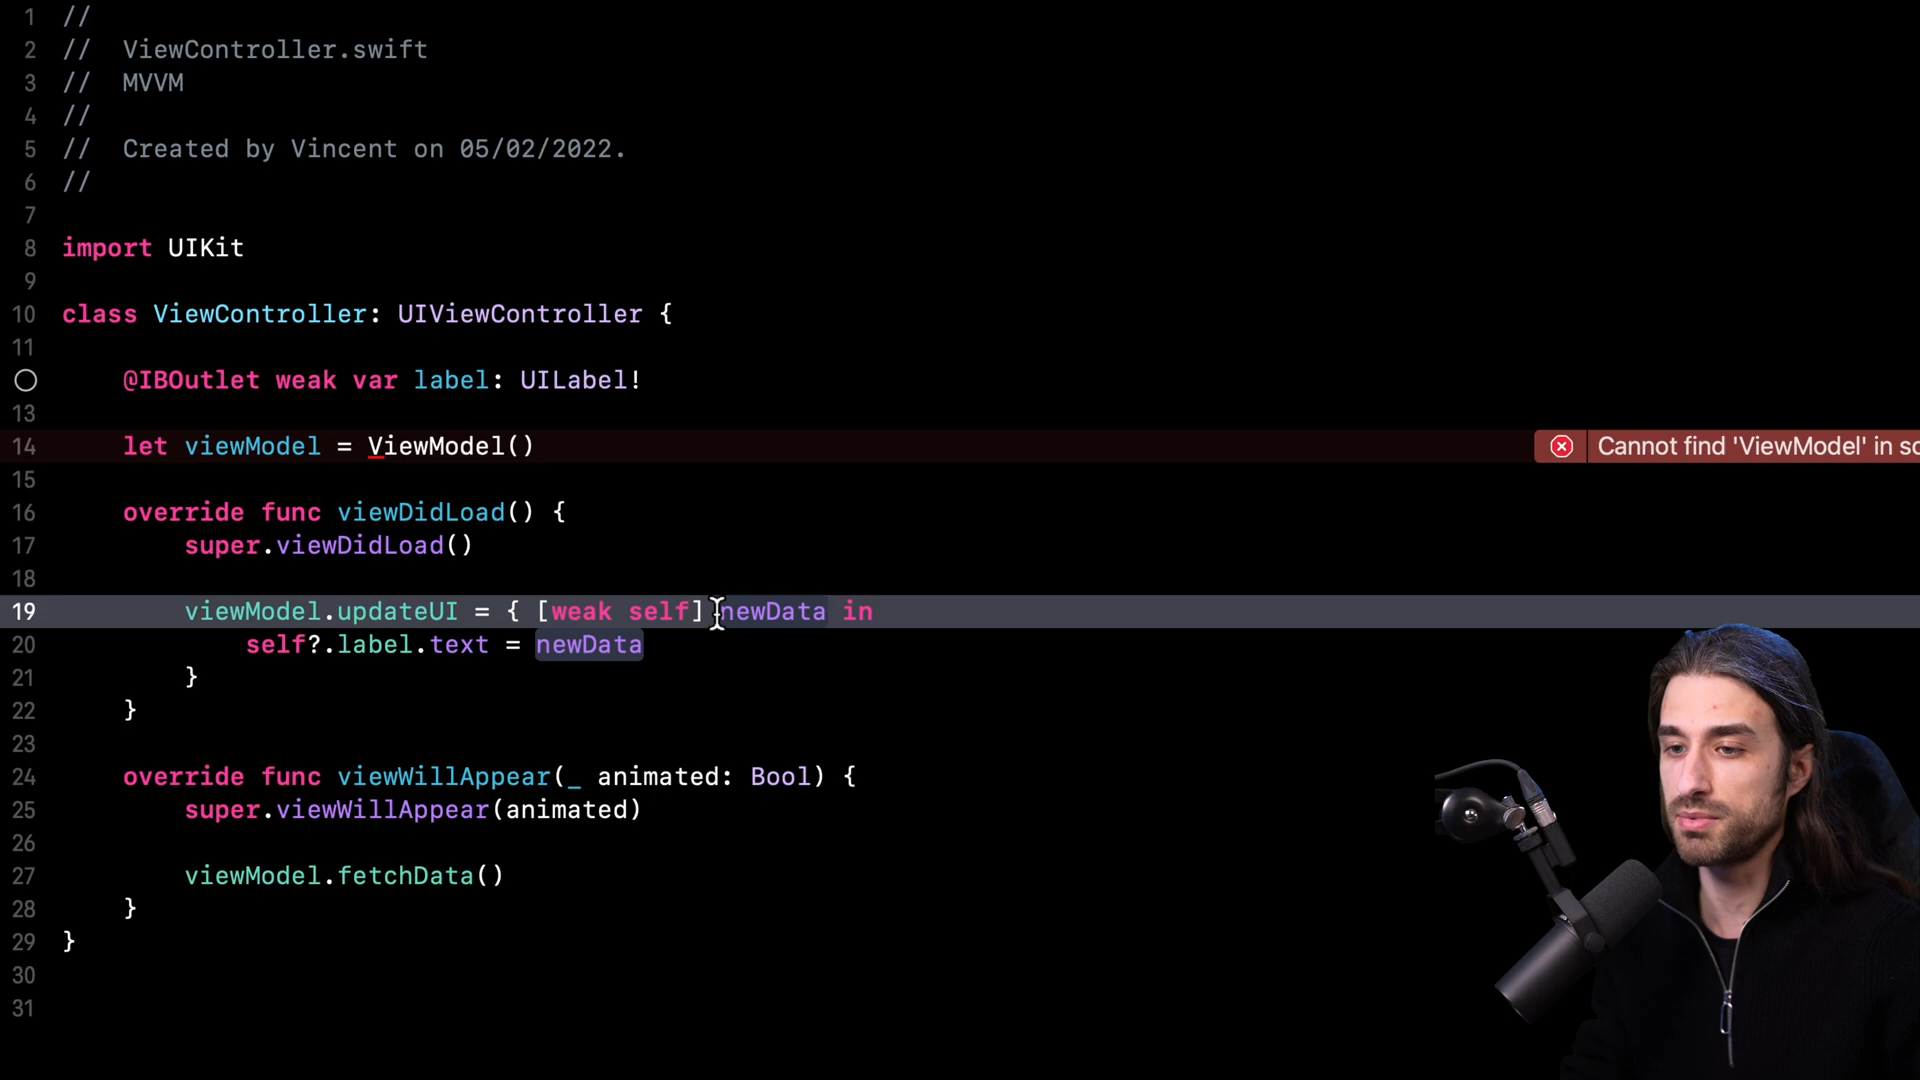 1 //
2 //  ViewController.swift
3 //  MVVM
4 //
5 //  Created by Vincent on 05/02/2022.
6 //
7
8 import UIKit
9
10 class ViewController: UIViewController {
11
@IBOutlet weak var label: UILabel!
13
14 let viewModel = ViewModel() Cannot find 'ViewModel' in sc
15
16 override func viewDidLoad() {
17 super.viewDidLoad()
18
19 viewModel.updateUI = { [weak self] newData in
20 self?.label.text = newData
21 }
22 }
23
24 override func viewWillAppear(_ animated: Bool) {
25 super.viewWillAppear(animated)
26
27 viewModel.fetchData()
28 }
29 }
30
31